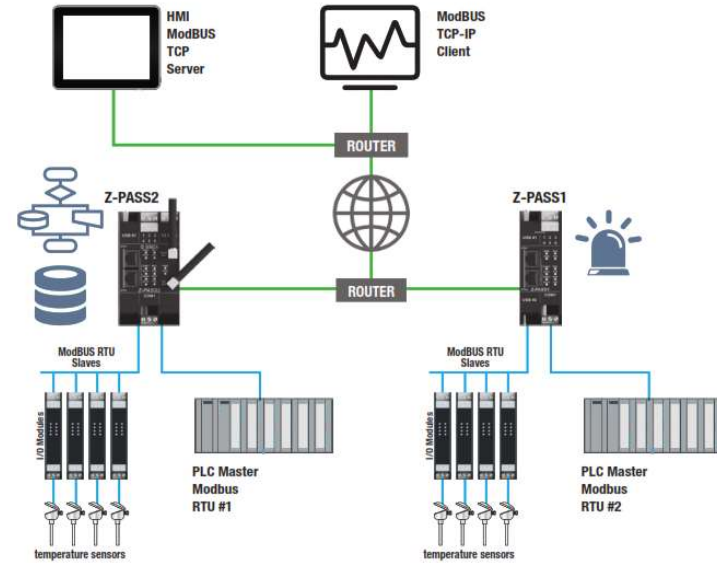 HMI
ModBUS
TCP
Server
ModBUS
TCP-IP
Client
ROUTER
Z-PASS2
Z-PASS1
ROUTER
ModBUS RTU
Slaves
I/O Modules
PLC Master
Modbus
RTU #1
temperature sensors
ModBUS RTU
Slaves
I/O Modules
PLC Master
Modbus
RTU #2
temperature sensors